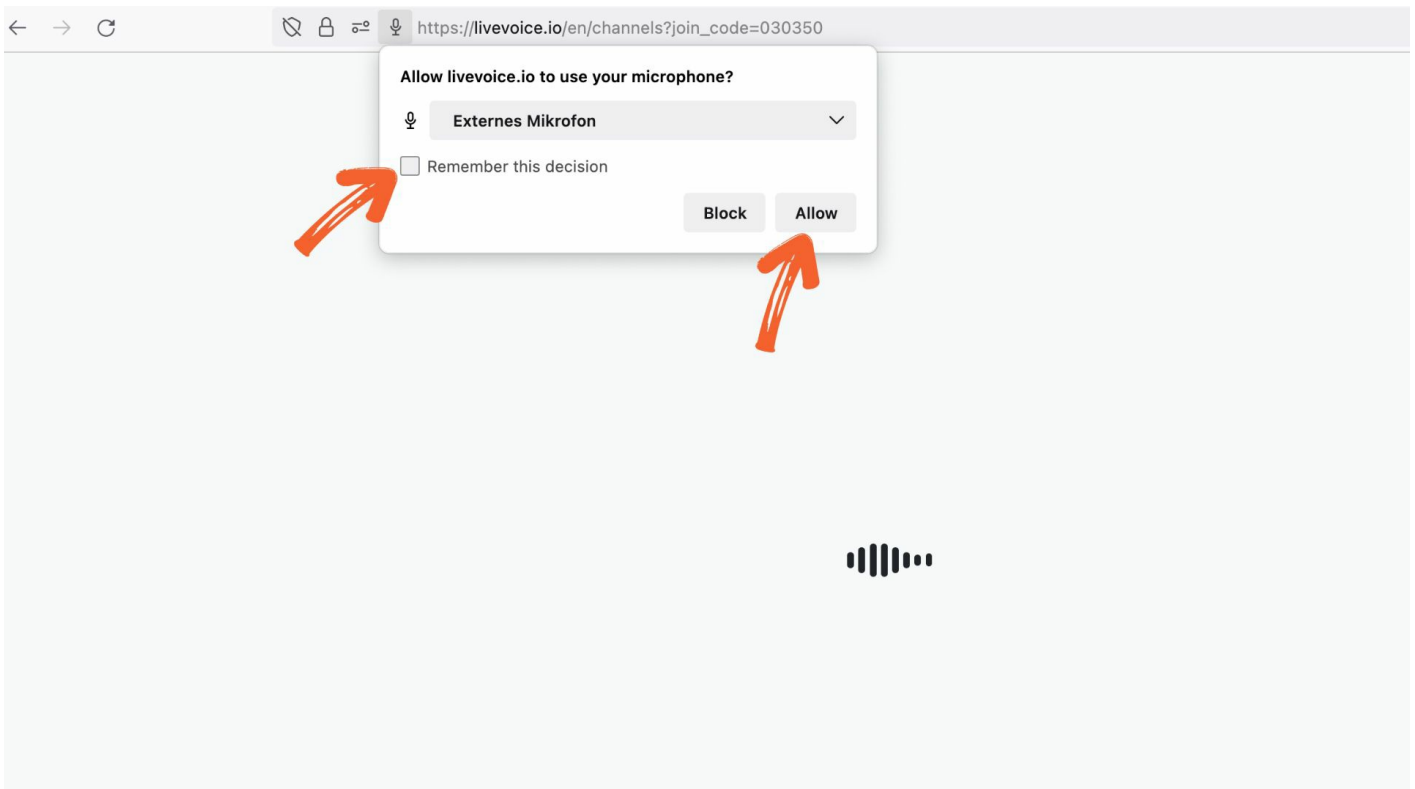 https://livevoice.io/en/channels?join_code=030350
Allow livevoice.io to use your microphone?
Externes Mikrofon
Remember this decision
Block Allow